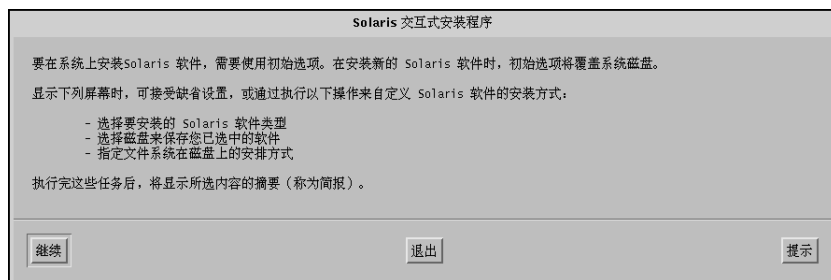 Solaris 交互式安装程序
要在系统上安装Solaris 软件，需要使用初始选项。在安装新的 Solaris 软件时，初始选项将覆盖系统磁盘。
显示下列屏幕时，可接受缺省设置，或通过执行以下操作来自定义 Solaris 软件的安装方式：
- 选择要安装的 Solaris 软件类型
- 选择磁盘来保存您已选中的软件
- 指定文件系统在磁盘上的安排方式
执行完这些任务后，将显示所选内容的摘要（称为简报）。
继续
退出
提示